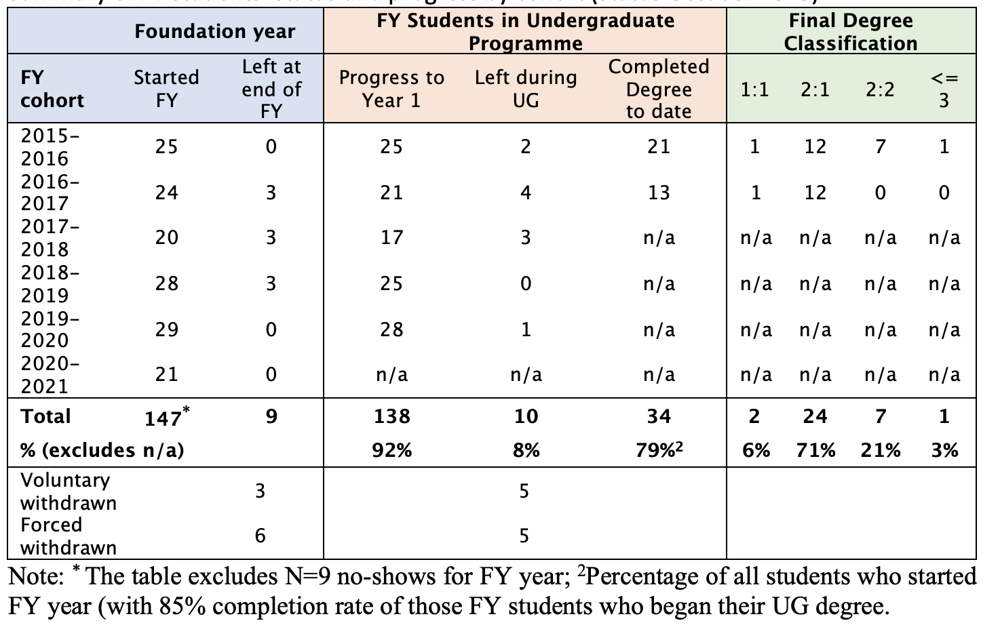 Foundation year
FY Students in Undergraduate
Programme
Final Degree
Classification
FY
cohort
Started
FY
Left at
end of
FY
Progress to
Year 1
Left during
UG
Completed
Degree
to date
1:1
2:1
2:2
<=
3
2015–
2016
25
0
25
2
21
1
12
7
1
2016–
2017
24
3
21
4
13
1
12
0
0
2017–
2018
20
3
17
3
n/a
n/a
n/a
n/a
n/a
2018–
2019
28
3
25
0
n/a
n/a
n/a
n/a
n/a
2019–
2020
29
0
28
1
n/a
n/a
n/a
n/a
n/a
2020–
2021
21
0
n/a
n/a
n/a
n/a
n/a
n/a
n/a
Total
147*
9
138
10
34
2
24
7
1
% (excludes n/a)
92%
8%
79%2
6%
71%
21%
3%
Voluntary
withdrawn
3
5
Forced
withdrawn
6
5
Note: * The table excludes N=9 no-shows for FY year; 2Percentage of all students who started
FY year (with 85% completion rate of those FY students who began their UG degree.